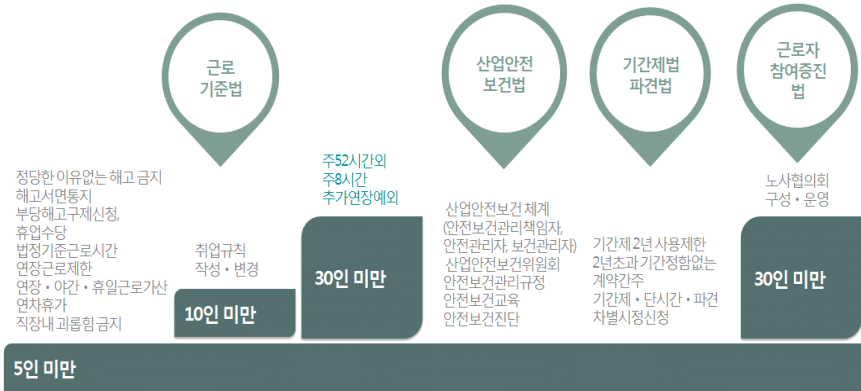 근로
기준법
산업안전
보건법
기간제법
파견법
근로자
참여증진
법
정당한 이유없는 해고 금지
해고서면통지
부당해고구제신청,
휴업수당
법정기준근로시간
연장근로제한
연장・야간・휴일근로가산
연차휴가
직장내 괴롭힘 금지
취업규칙
작성・변경
10인 미만
주52시간외
주8시간
추가연장예외
30인 미만
산업안전보건 체계
(안전보건관리책임자,
안전관리자, 보건관리자)
산업안전보건위원회
안전보건관리규정
안전보건교육
안전보건진단
기간제 2년 사용제한
2년초과 기간정함없는
계약간주
기간제・단시간・파견
차별시정신청
노사협의회
구성・운영
30인 미만
5인 미만